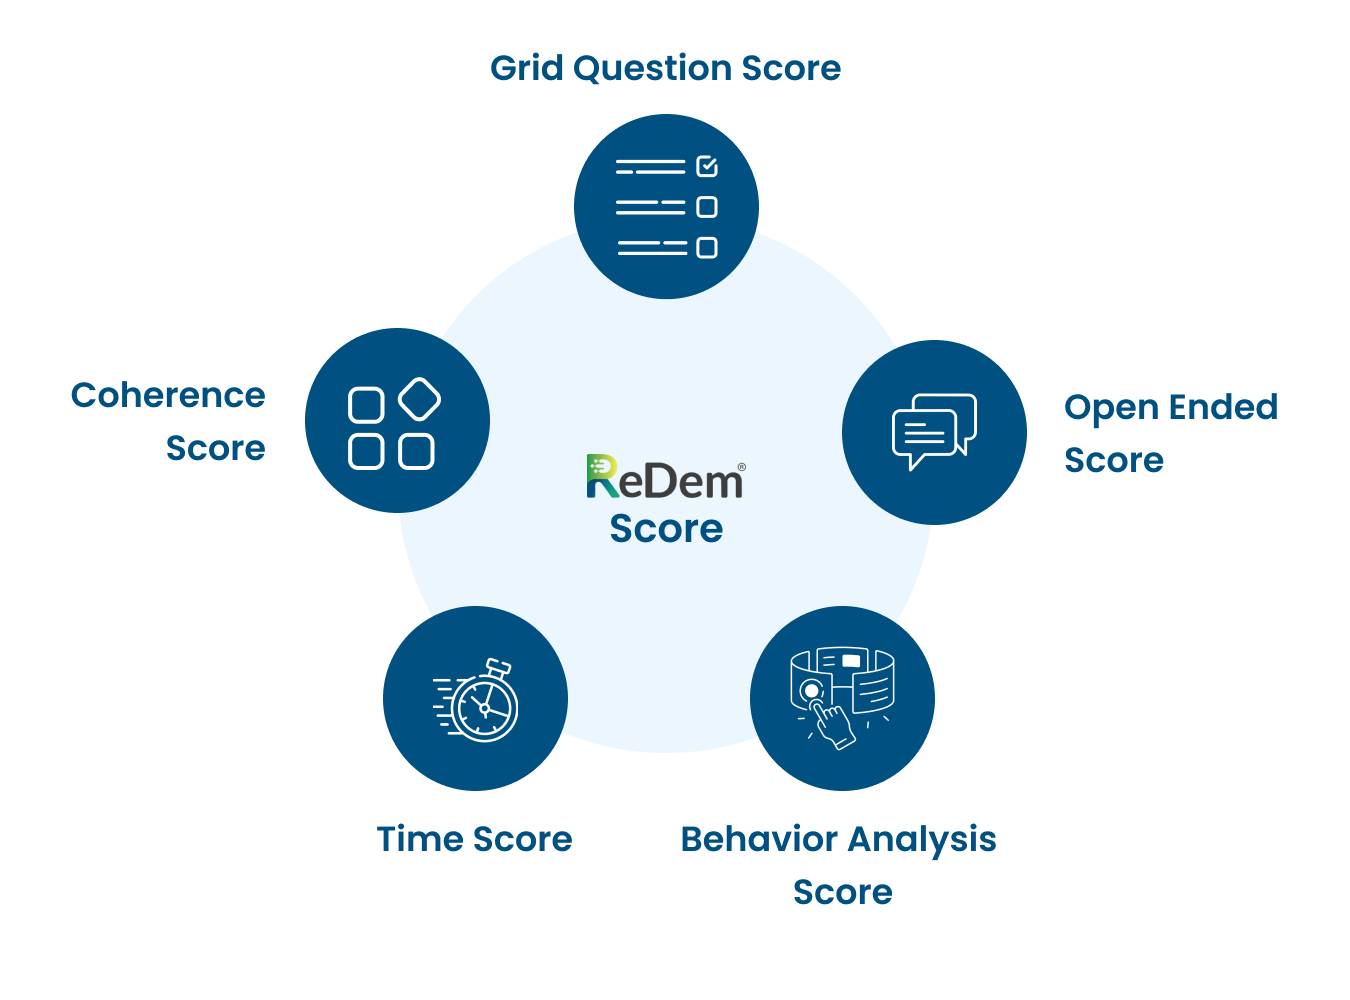 Grid Question Score
Coherence
Score
Open Ended
Score
ReDem®
Score
Time Score
Behavior Analysis
Score